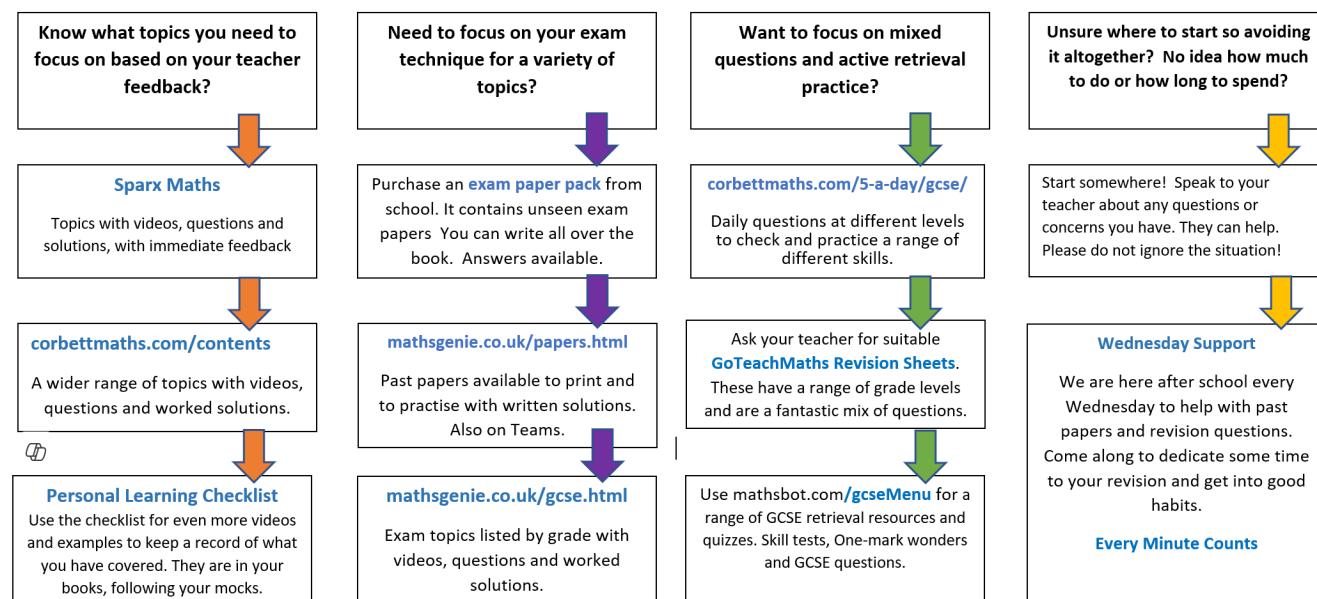 Know what topics you need to
focus on based on your teacher
feedback?
Sparx Maths
Topics with videos, questions and
solutions, with immediate feedback
corbettmaths.com/contents
A wider range of topics with videos,
questions and worked solutions.
Personal Learning Checklist
Use the checklist for even more videos
and examples to keep a record of what
you have covered. They are in your
books, following your mocks.
Need to focus on your exam
technique for a variety of
topics?
Purchase an exam paper pack from
school. It contains unseen exam
papers You can write all over the
book. Answers available.
mathsgenie.co.uk/papers.html
Past papers available to print and
to practise with written solutions.
Also on Teams.
mathsgenie.co.uk/gcse.html
Exam topics listed by grade with
videos, questions and worked
solutions.
Want to focus on mixed
questions and active retrieval
practice?
corbettmaths.com/5-a-day/gcse/
Daily questions at different levels
to check and practice a range of
different skills.
Ask your teacher for suitable
GoTeachMaths Revision Sheets.
These have a range of grade levels
and are a fantastic mix of questions.
Use mathsbot.com/gcseMenu for a
range of GCSE retrieval resources and
quizzes. Skill tests, One-mark wonders
and GCSE questions.
Unsure where to start so avoiding
it altogether? No idea how much
to do or how long to spend?
Start somewhere! Speak to your
teacher about any questions or
concerns you have. They can help.
Please do not ignore the situation!
Wednesday Support
We are here after school every
Wednesday to help with past
papers and revision questions.
Come along to dedicate some time
to your revision and get into good
habits.
Every Minute Counts